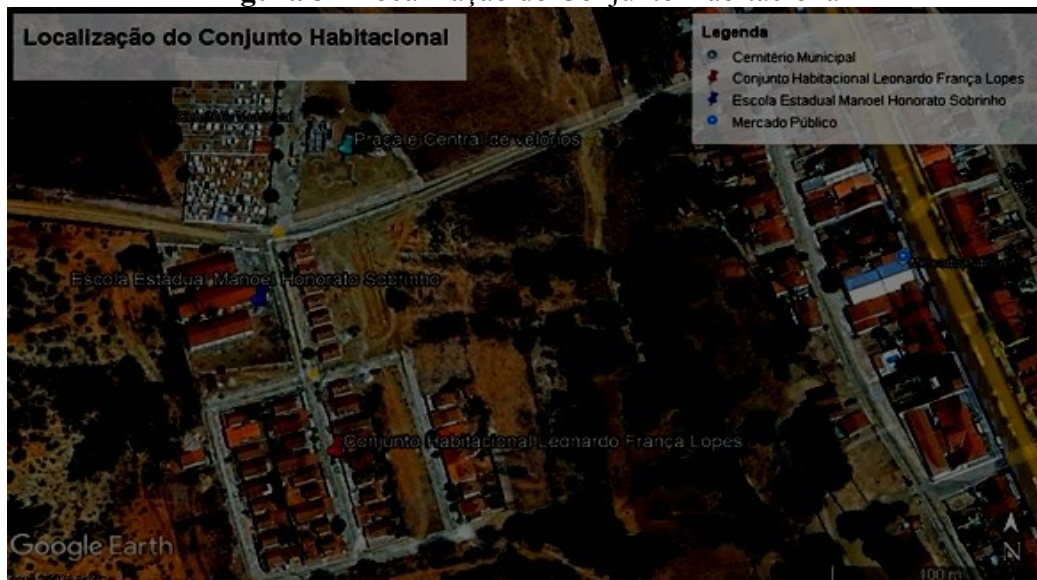 Localização do Conjunto Habitacional
Legenda
Cemitério Municipal
Conjunto Habitacional Leonardo França Lopes
Escola Estadual Manoel Honorato Sobrinho
Mercado Público
Praça e Central de velórios
Escola Estadual Manoel Honorato Sobrinho
Conjunto Habitacional Leonardo França Lopes
Google Earth
N
100 m